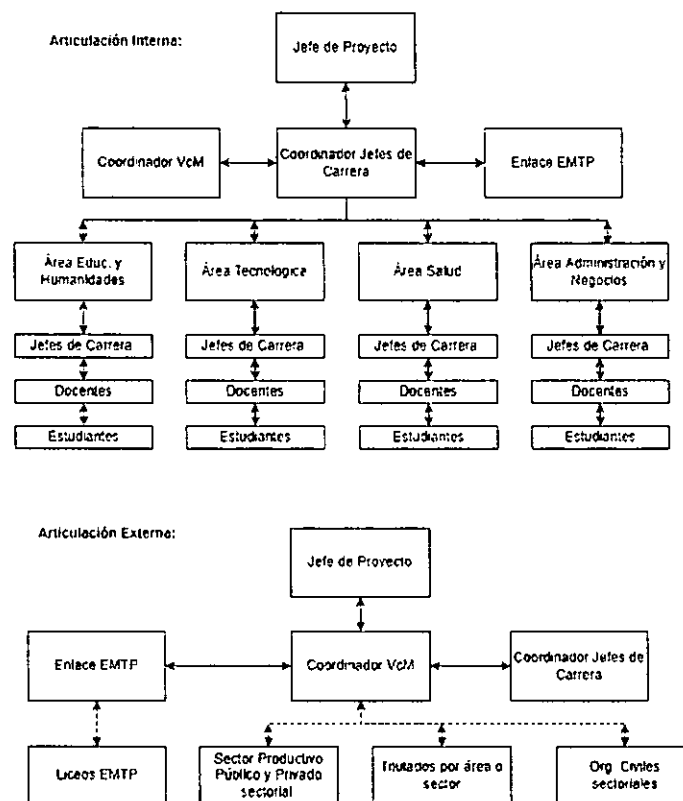 Articulación Interna:
Jefe de Proyecto
Coordinador VcM
Coordinador Jefes de
Carrera
Enlace EMTP
Área Educ. y
Humanidades
Área Tecnologica
Área Salud
Área Administración y
Negocios
Jefes de Carrera
Jefes de Carrera
Jefes de Carrera
Jefes de Carrera
Docentes
Docentes
Docentes
Docentes
Estudiantes
Estudiantes
Estudiantes
Estudiantes
Articulación Externa:
Jefe de Proyecto
Enlace EMTP
Coordinador VcM
Coordinador Jefes de
Carrera
Liceos EMTP
Sector Productivo
Público y Privado
sectorial
Titulados por área o
sector
Org. Civiles
sectoriales